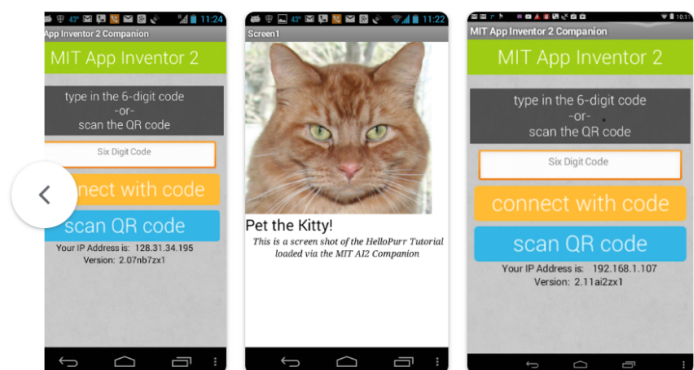 43° 11:24
App Inventor 2 Companion
MIT App Inventor 2
type in the 6-digit code
-or-
scan the QR code
Six Digit Code
nnect with code
scan QR code
Your IP Address is: 128.31.34.195
Version: 2.07nb7zx1
43° 11:22
Screen1
Pet the Kitty!
This is a screen shot of the HelloPurr Tutorial
loaded via the MIT AI2 Companion
10:11
MIT App Inventor 2 Companion
MIT App Inventor 2
type in the 6-digit code
-or-
scan the QR code
Six Digit Code
connect with code
scan QR code
Your IP Address is: 192.168.1.107
Version: 2.11ai2zx1